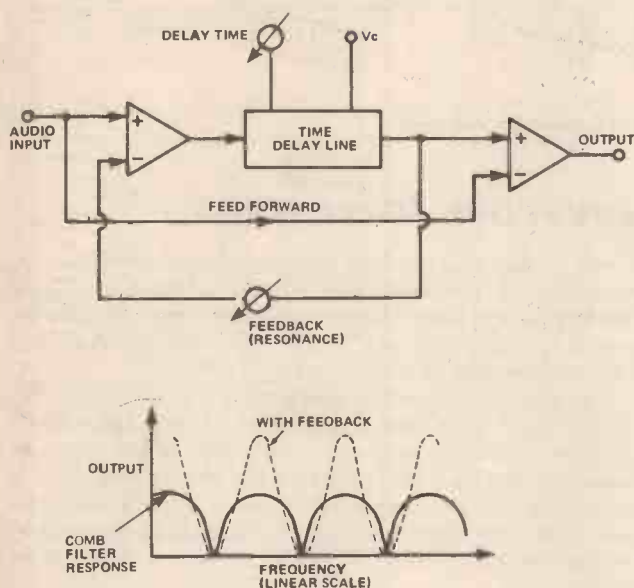 DELAY TIME
Vc
AUDIO
INPUT
+
−
TIME
DELAY LINE
+
−
OUTPUT
FEED FORWARD
FEEDBACK
(RESONANCE)
WITH FEEDBACK
OUTPUT
COMB
FILTER
RESPONSE
FREQUENCY
(LINEAR SCALE)